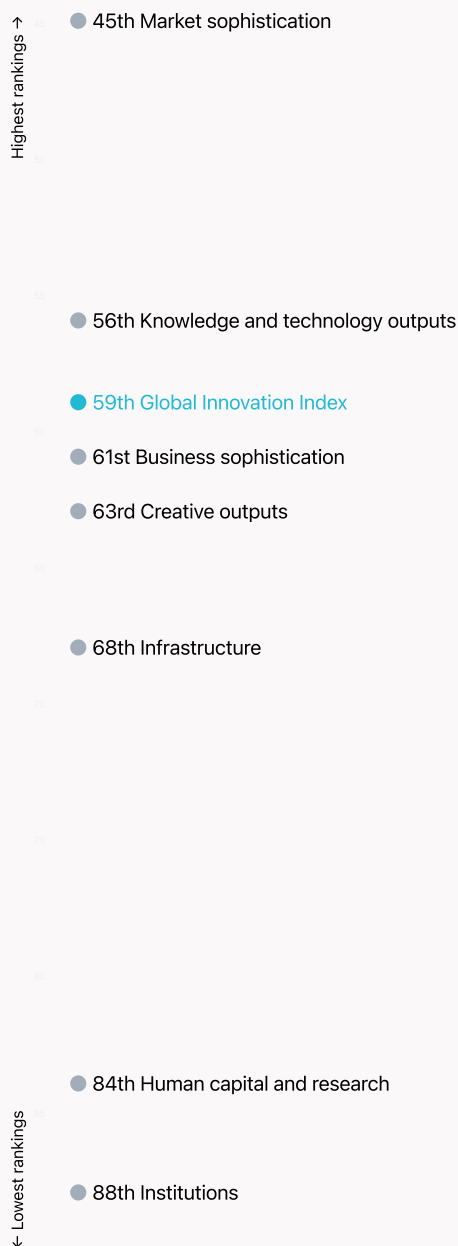 Highest rankings →
45th Market sophistication
56th Knowledge and technology outputs
59th Global Innovation Index
61st Business sophistication
63rd Creative outputs
68th Infrastructure
84th Human capital and research
88th Institutions
← Lowest rankings